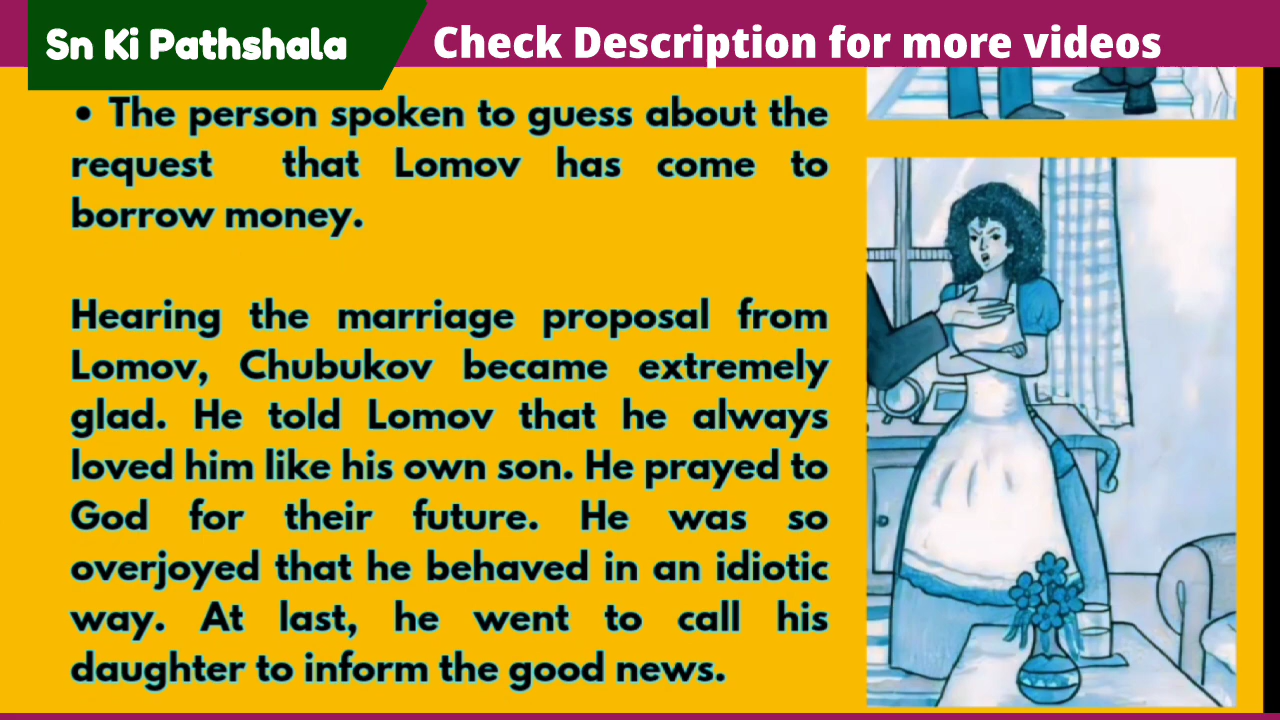 Sn Ki Pathshala
Check Description for more videos
• The person spoken to guess about the
request that Lomov has come to
borrow money.
Hearing the marriage proposal from
Lomov, Chubukov became extremely
glad. He told Lomov that he always
loved him like his own son. He prayed to
God for their future. He was so
overjoyed that he behaved in an idiotic
way. At last, he went to call his
daughter to inform the good news.